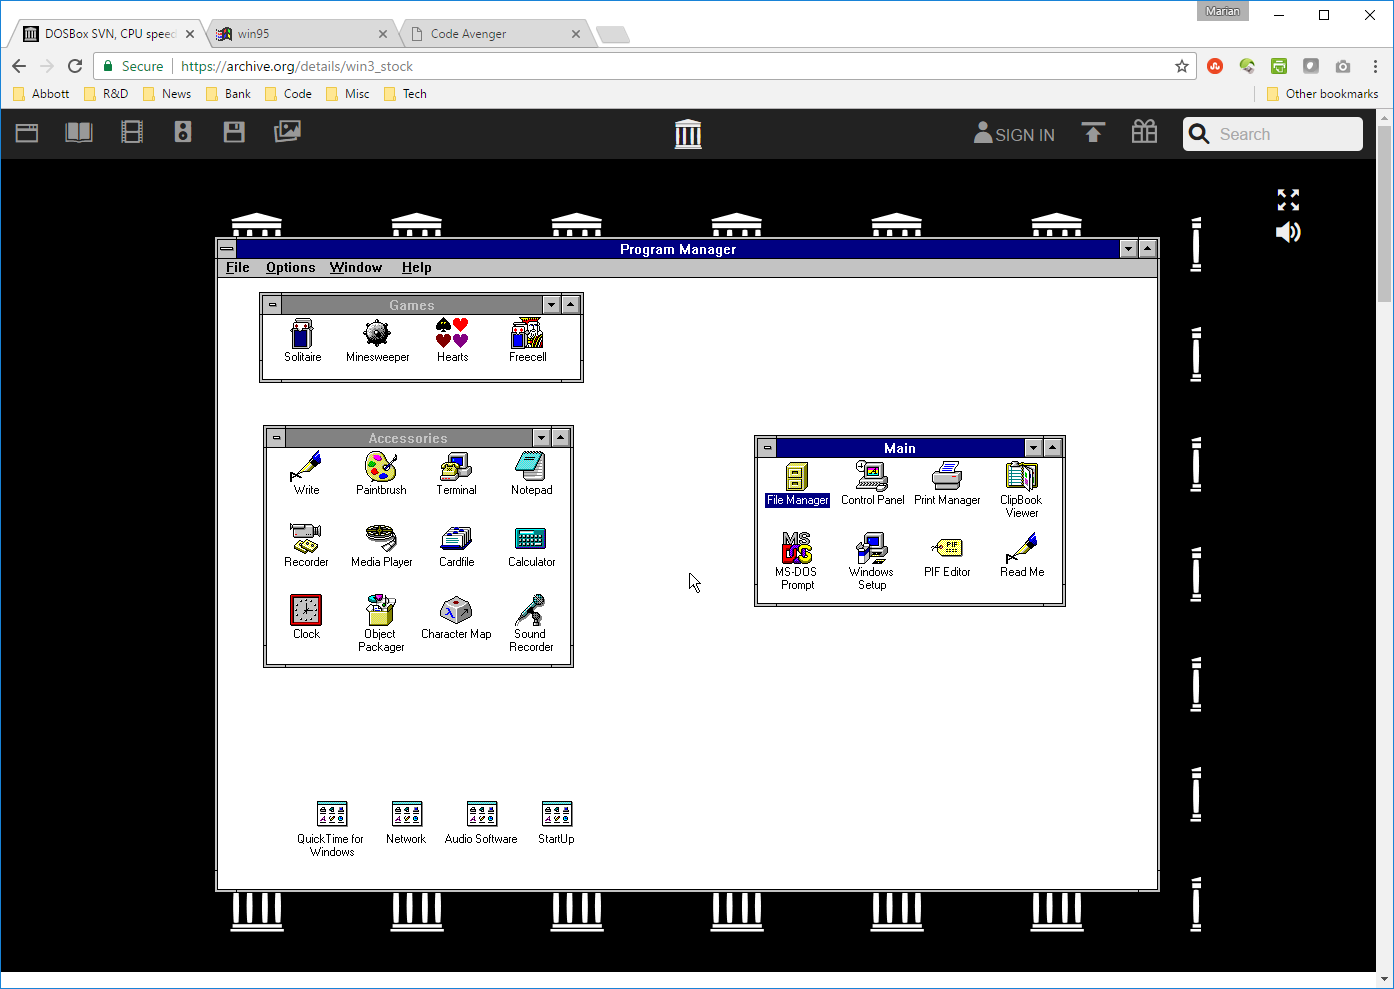 Marian
DOSBox SVN, CPU speed
win95
Code Avenger
Secure
https://archive.org/details/win3_stock
Abbott
R&D
News
Bank
Code
Misc
Tech
Other bookmarks
SIGN IN
Search
Program Manager
File Options Window Help
Games
Solitaire
Minesweeper
Hearts
Freecell
Accessories
Write
Paintbrush
Terminal
Notepad
Recorder
Media Player
Cardfile
Calculator
Clock
Object
Packager
Character Map
Sound
Recorder
Main
File Manager
Control Panel
Print Manager
ClipBook
Viewer
MS
DOS
MS-DOS
Prompt
Windows
Setup
PIF
PIF Editor
Read Me
QuickTime for
Windows
Network
Audio Software
StartUp